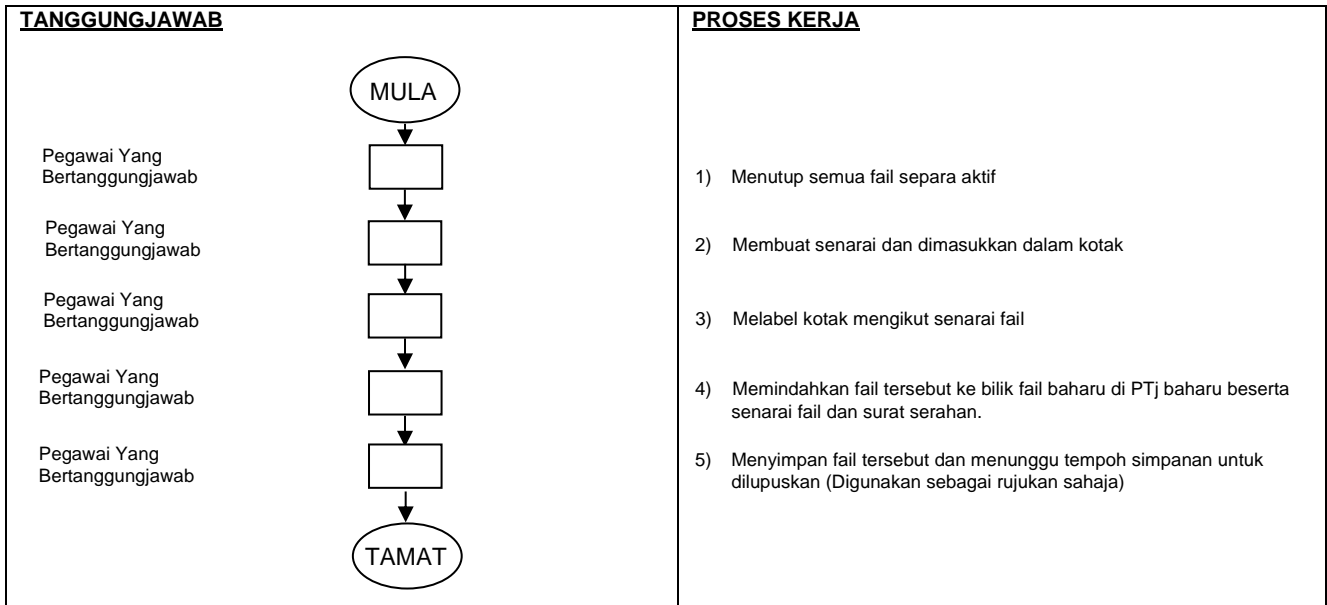 TANGGUNGJAWAB
PROSES KERJA
MULA
Pegawai Yang
Bertanggungjawab
1) Menutup semua fail separa aktif
Pegawai Yang
Bertanggungjawab
2) Membuat senarai dan dimasukkan dalam kotak
Pegawai Yang
Bertanggungjawab
3) Melabel kotak mengikut senarai fail
Pegawai Yang
Bertanggungjawab
4) Memindahkan fail tersebut ke bilik fail baharu di PTj baharu beserta
senarai fail dan surat serahan.
Pegawai Yang
Bertanggungjawab
5) Menyimpan fail tersebut dan menunggu tempoh simpanan untuk
dilupuskan (Digunakan sebagai rujukan sahaja)
TAMAT